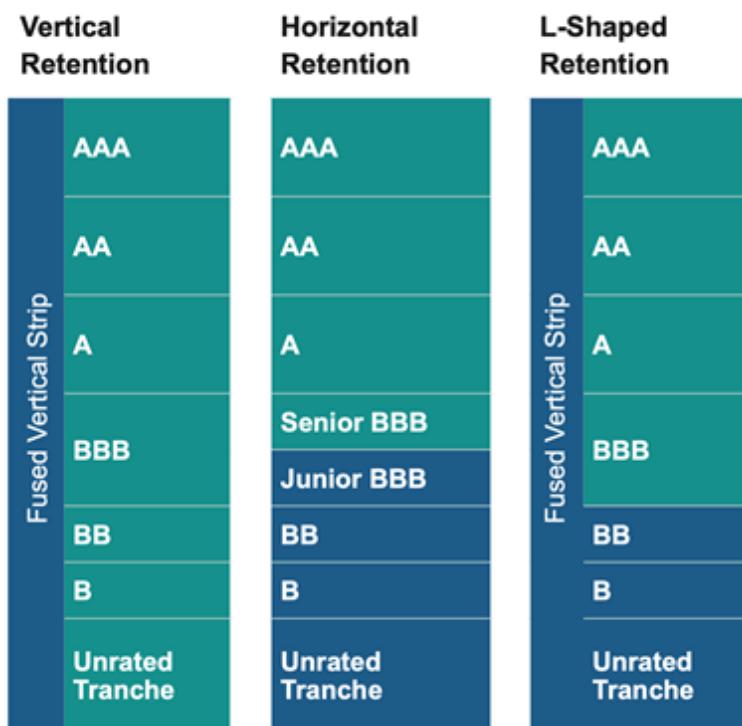 Vertical
Retention
Fused Vertical Strip
AAA
AA
A
BBB
BB
B
Unrated
Tranche
Horizontal
Retention
AAA
AA
A
Senior BBB
Junior BBB
BB
B
Unrated
Tranche
L-Shaped
Retention
Fused Vertical Strip
AAA
AA
A
BBB
BB
B
Unrated
Tranche